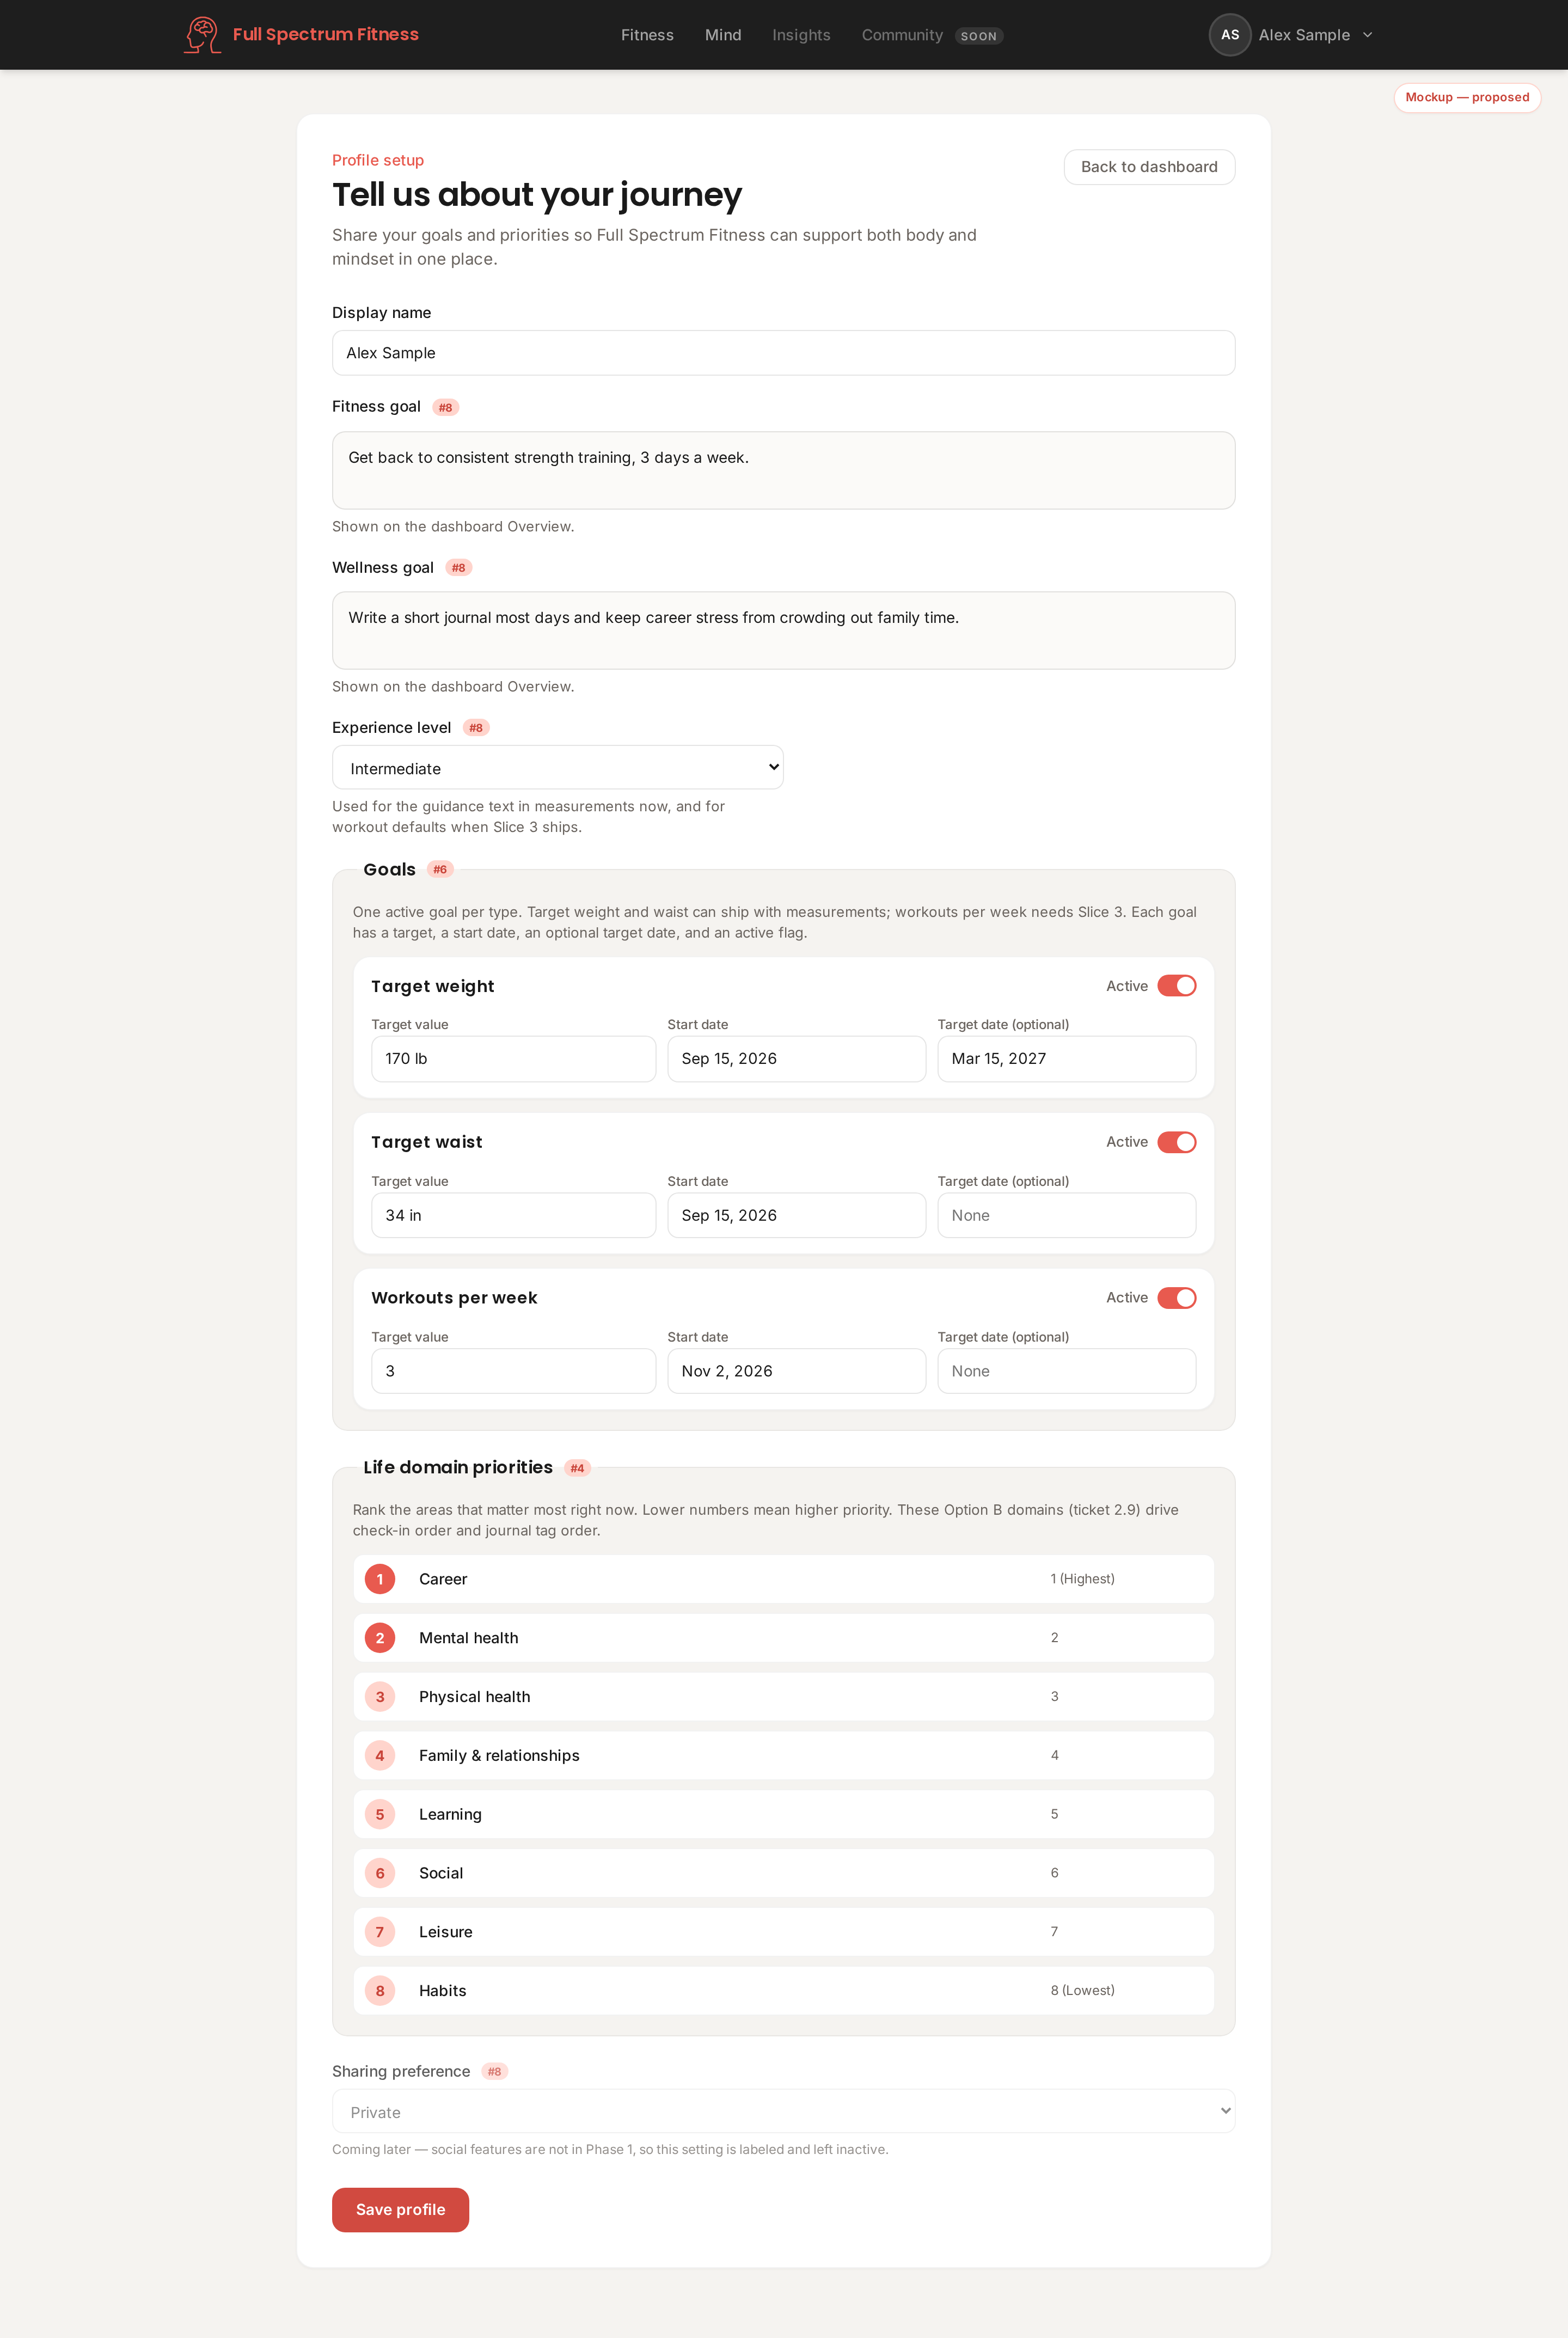 Full Spectrum Fitness
Fitness
Mind
Insights
Community SOON
AS
Alex Sample
Mockup — proposed
Profile setup
Back to dashboard
Tell us about your journey
Share your goals and priorities so Full Spectrum Fitness can support both body and
mindset in one place.
Display name
Alex Sample
Fitness goal #8
Get back to consistent strength training, 3 days a week.
Shown on the dashboard Overview.
Wellness goal #8
Write a short journal most days and keep career stress from crowding out family time.
Shown on the dashboard Overview.
Experience level #8
Intermediate
Used for the guidance text in measurements now, and for
workout defaults when Slice 3 ships.
Goals #6
One active goal per type. Target weight and waist can ship with measurements; workouts per week needs Slice 3. Each goal
has a target, a start date, an optional target date, and an active flag.
Target weight
Active
Target value
Start date
Target date (optional)
170 lb
Sep 15, 2026
Mar 15, 2027
Target waist
Active
Target value
Start date
Target date (optional)
34 in
Sep 15, 2026
None
Workouts per week
Active
Target value
Start date
Target date (optional)
3
Nov 2, 2026
None
Life domain priorities #4
Rank the areas that matter most right now. Lower numbers mean higher priority. These Option B domains (ticket 2.9) drive
check-in order and journal tag order.
1 Career 1 (Highest)
2 Mental health 2
3 Physical health 3
4 Family & relationships 4
5 Learning 5
6 Social 6
7 Leisure 7
8 Habits 8 (Lowest)
Sharing preference #8
Private
Coming later — social features are not in Phase 1, so this setting is labeled and left inactive.
Save profile